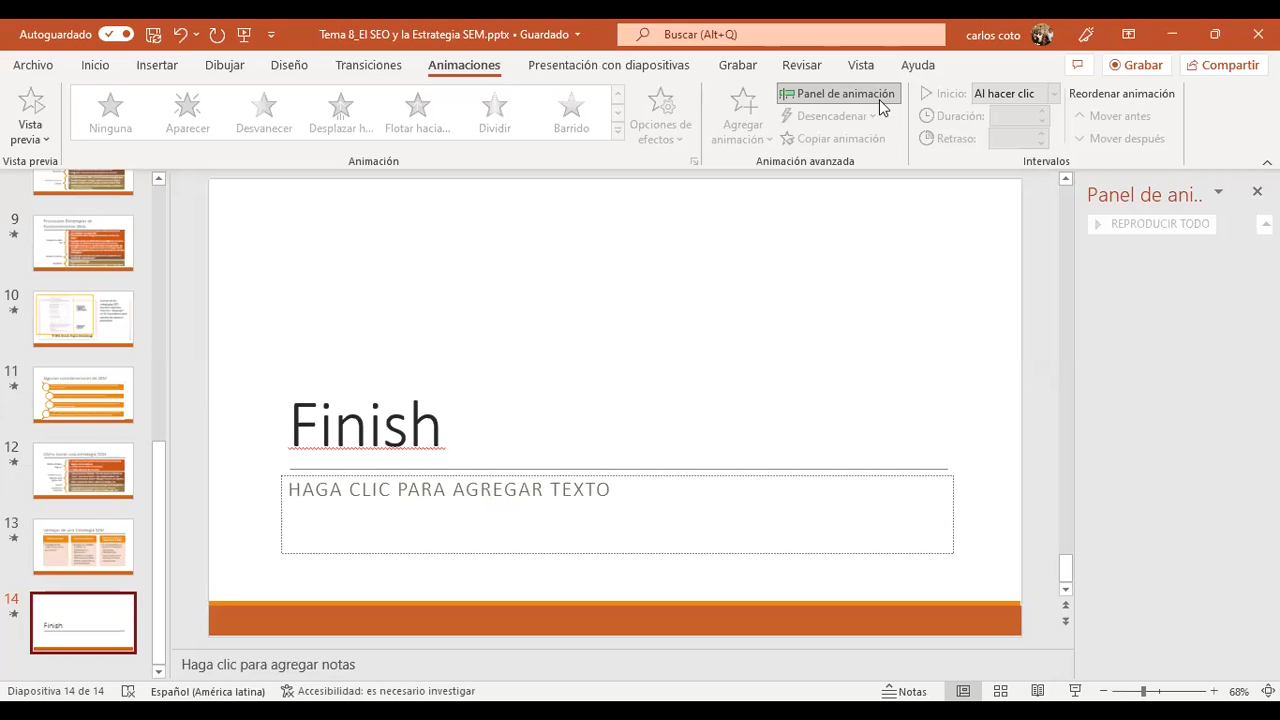 Autoguardado
Tema 8_El SEO y la Estrategia SEM.pptx • Guardado
Buscar (Alt+Q)
carlos coto
Archivo Inicio Insertar Dibujar Diseño Transiciones Animaciones Presentación con diapositivas Grabar Revisar Vista Ayuda
Grabar
Compartir
Vista
previa
Vista previa
Ninguna Aparecer Desvanecer Desplazar h... Flotar hacia... Dividir Barrido
Animación
Opciones de
efectos
Agregar
animación
Panel de animación
Desencadenar
Copiar animación
Animación avanzada
Inicio: Al hacer clic
Duración:
Retraso:
Reordenar animación
Mover antes
Mover después
Intervalos
9
10
11
12
13
14
Finish
Finish
HAGA CLIC PARA AGREGAR TEXTO
Panel de ani..
REPRODUCIR TODO
Haga clic para agregar notas
Diapositiva 14 de 14
Español (América latina)
Accesibilidad: es necesario investigar
Notas
68%